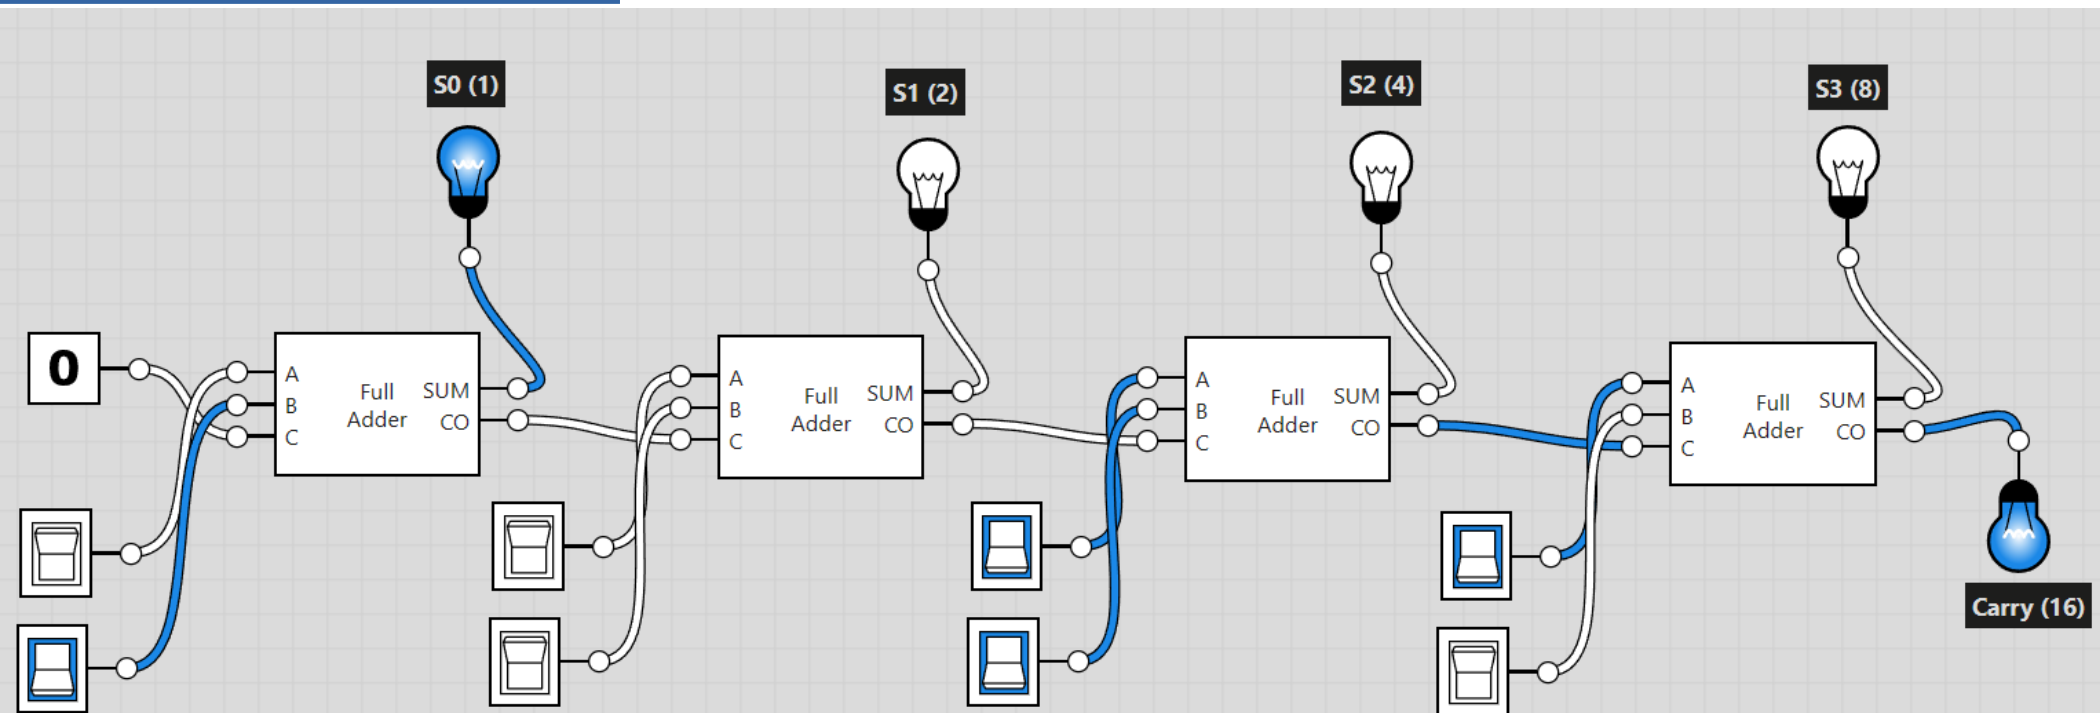 S0 (1)
S1 (2)
S2 (4)
S3 (8)
0
A
B
C
Full
Adder
SUM
CO
A
B
C
Full
Adder
SUM
CO
A
B
C
Full
Adder
SUM
CO
A
B
C
Full
Adder
SUM
CO
Carry (16)